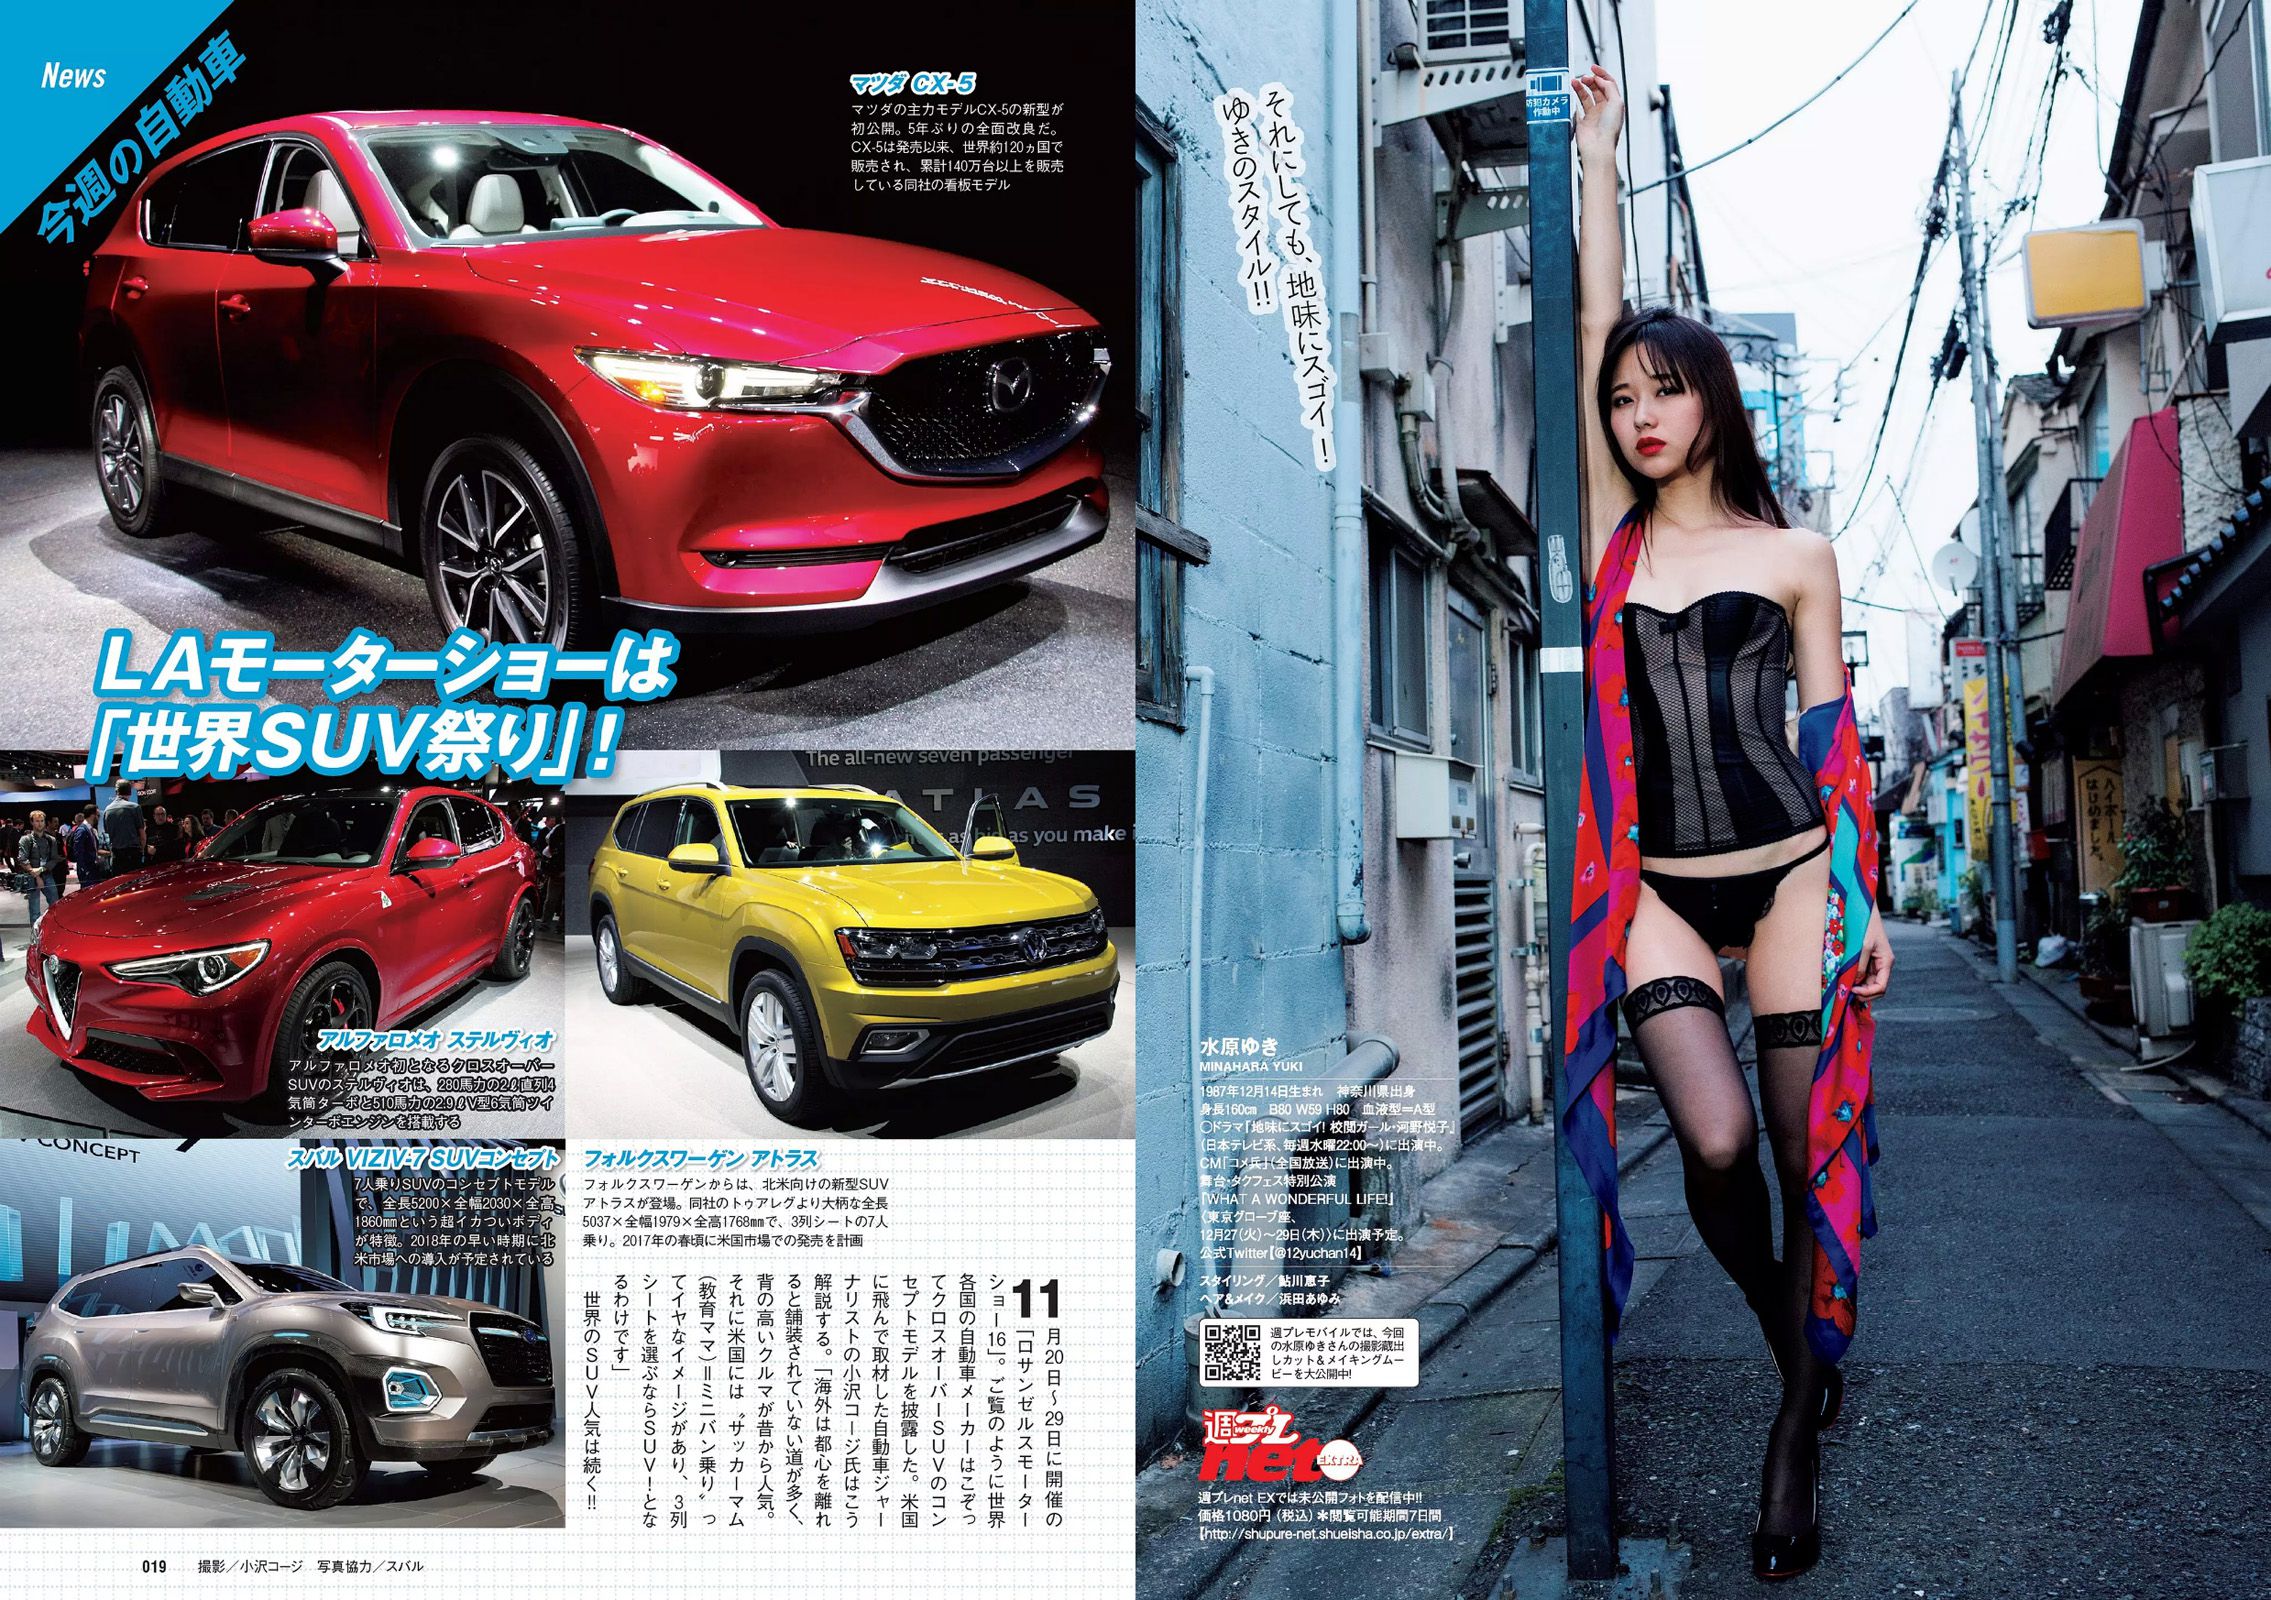 News
今週の自動車
マツダ CX-5
マツダの主力モデルCX-5の新型が
初公開。5年ぶりの全面改良だ。
CX-5は発売以来、世界約120ヵ国で
販売され、累計140万台以上を販売
している同社の看板モデル
LAモーターショーは
「世界SUV祭り」!
The all-new seven passenger
ATLAS
as big as you make i
アルファロメオ ステルヴィオ
アルファロメオ初となるクロスオーバー
SUVのステルヴィオは、280馬力の2ℓ直列4
気筒ターボと510馬力の2.9ℓV型6気筒ツイ
ンターボエンジンを搭載する
CONCEPT
スバル VIZIV-7 SUVコンセプト
7人乗りSUVのコンセプトモデル
で、全長5200×全幅2030×全高
1860㎜という超イカついボディ
が特徴。2018年の早い時期に北
米市場への導入が予定されている
フォルクスワーゲン アトラス
フォルクスワーゲンからは、北米向けの新型SUV
アトラスが登場。同社のトゥアレグより大柄な全長
5037×全幅1979×全高1768㎜で、3列シートの7人
乗り。2017年の春頃に米国市場での発売を計画
11月20日〜29日に開催の
「ロサンゼルスモーター
ショー16」。ご覧のように世界
各国の自動車メーカーはこぞっ
てクロスオーバーSUVのコン
セプトモデルを披露した。米国
に飛んで取材した自動車ジャー
ナリストの小沢コージ氏はこう
解説する。「海外は都心を離れ
ると舗装されていない道が多く、
背の高いクルマが昔から人気。
それに米国には〝サッカーマム
(教育ママ)=ミニバン乗り〟っ
てイヤなイメージがあり、3列
シートを選ぶならSUV!とな
るわけです」
世界のSUV人気は続く!!
019
撮影/小沢コージ 写真協力/スバル
それにしても、地味にスゴイ!
ゆきのスタイル!!
防犯カメラ
作動中
ハイボール
はじめました。
水原ゆき
MINAHARA YUKI
1987年12月14日生まれ 神奈川県出身
身長160㎝ B80 W59 H80 血液型=A型
○ドラマ『地味にスゴイ! 校閲ガール・河野悦子』
(日本テレビ系、毎週水曜22:00〜)に出演中。
CM「コメ兵」(全国放送)に出演中。
舞台・タクフェス特別公演
『WHAT A WONDERFUL LIFE!』
〈東京グローブ座、
12月27(火)〜29日(木)〉に出演予定。
公式Twitter【@12yuchan14】
スタイリング/鮎川恵子
ヘア&メイク/浜田あゆみ
週プレモバイルでは、今回
の水原ゆきさんの撮影蔵出
しカット&メイキングムー
ビーを大公開中!
週プレ
weekly
net
EXTRA
週プレnet EXでは未公開フォトを配信中!!
価格1080円(税込)＊閲覧可能期間7日間
【http://shupure-net.shueisha.co.jp/extra/】